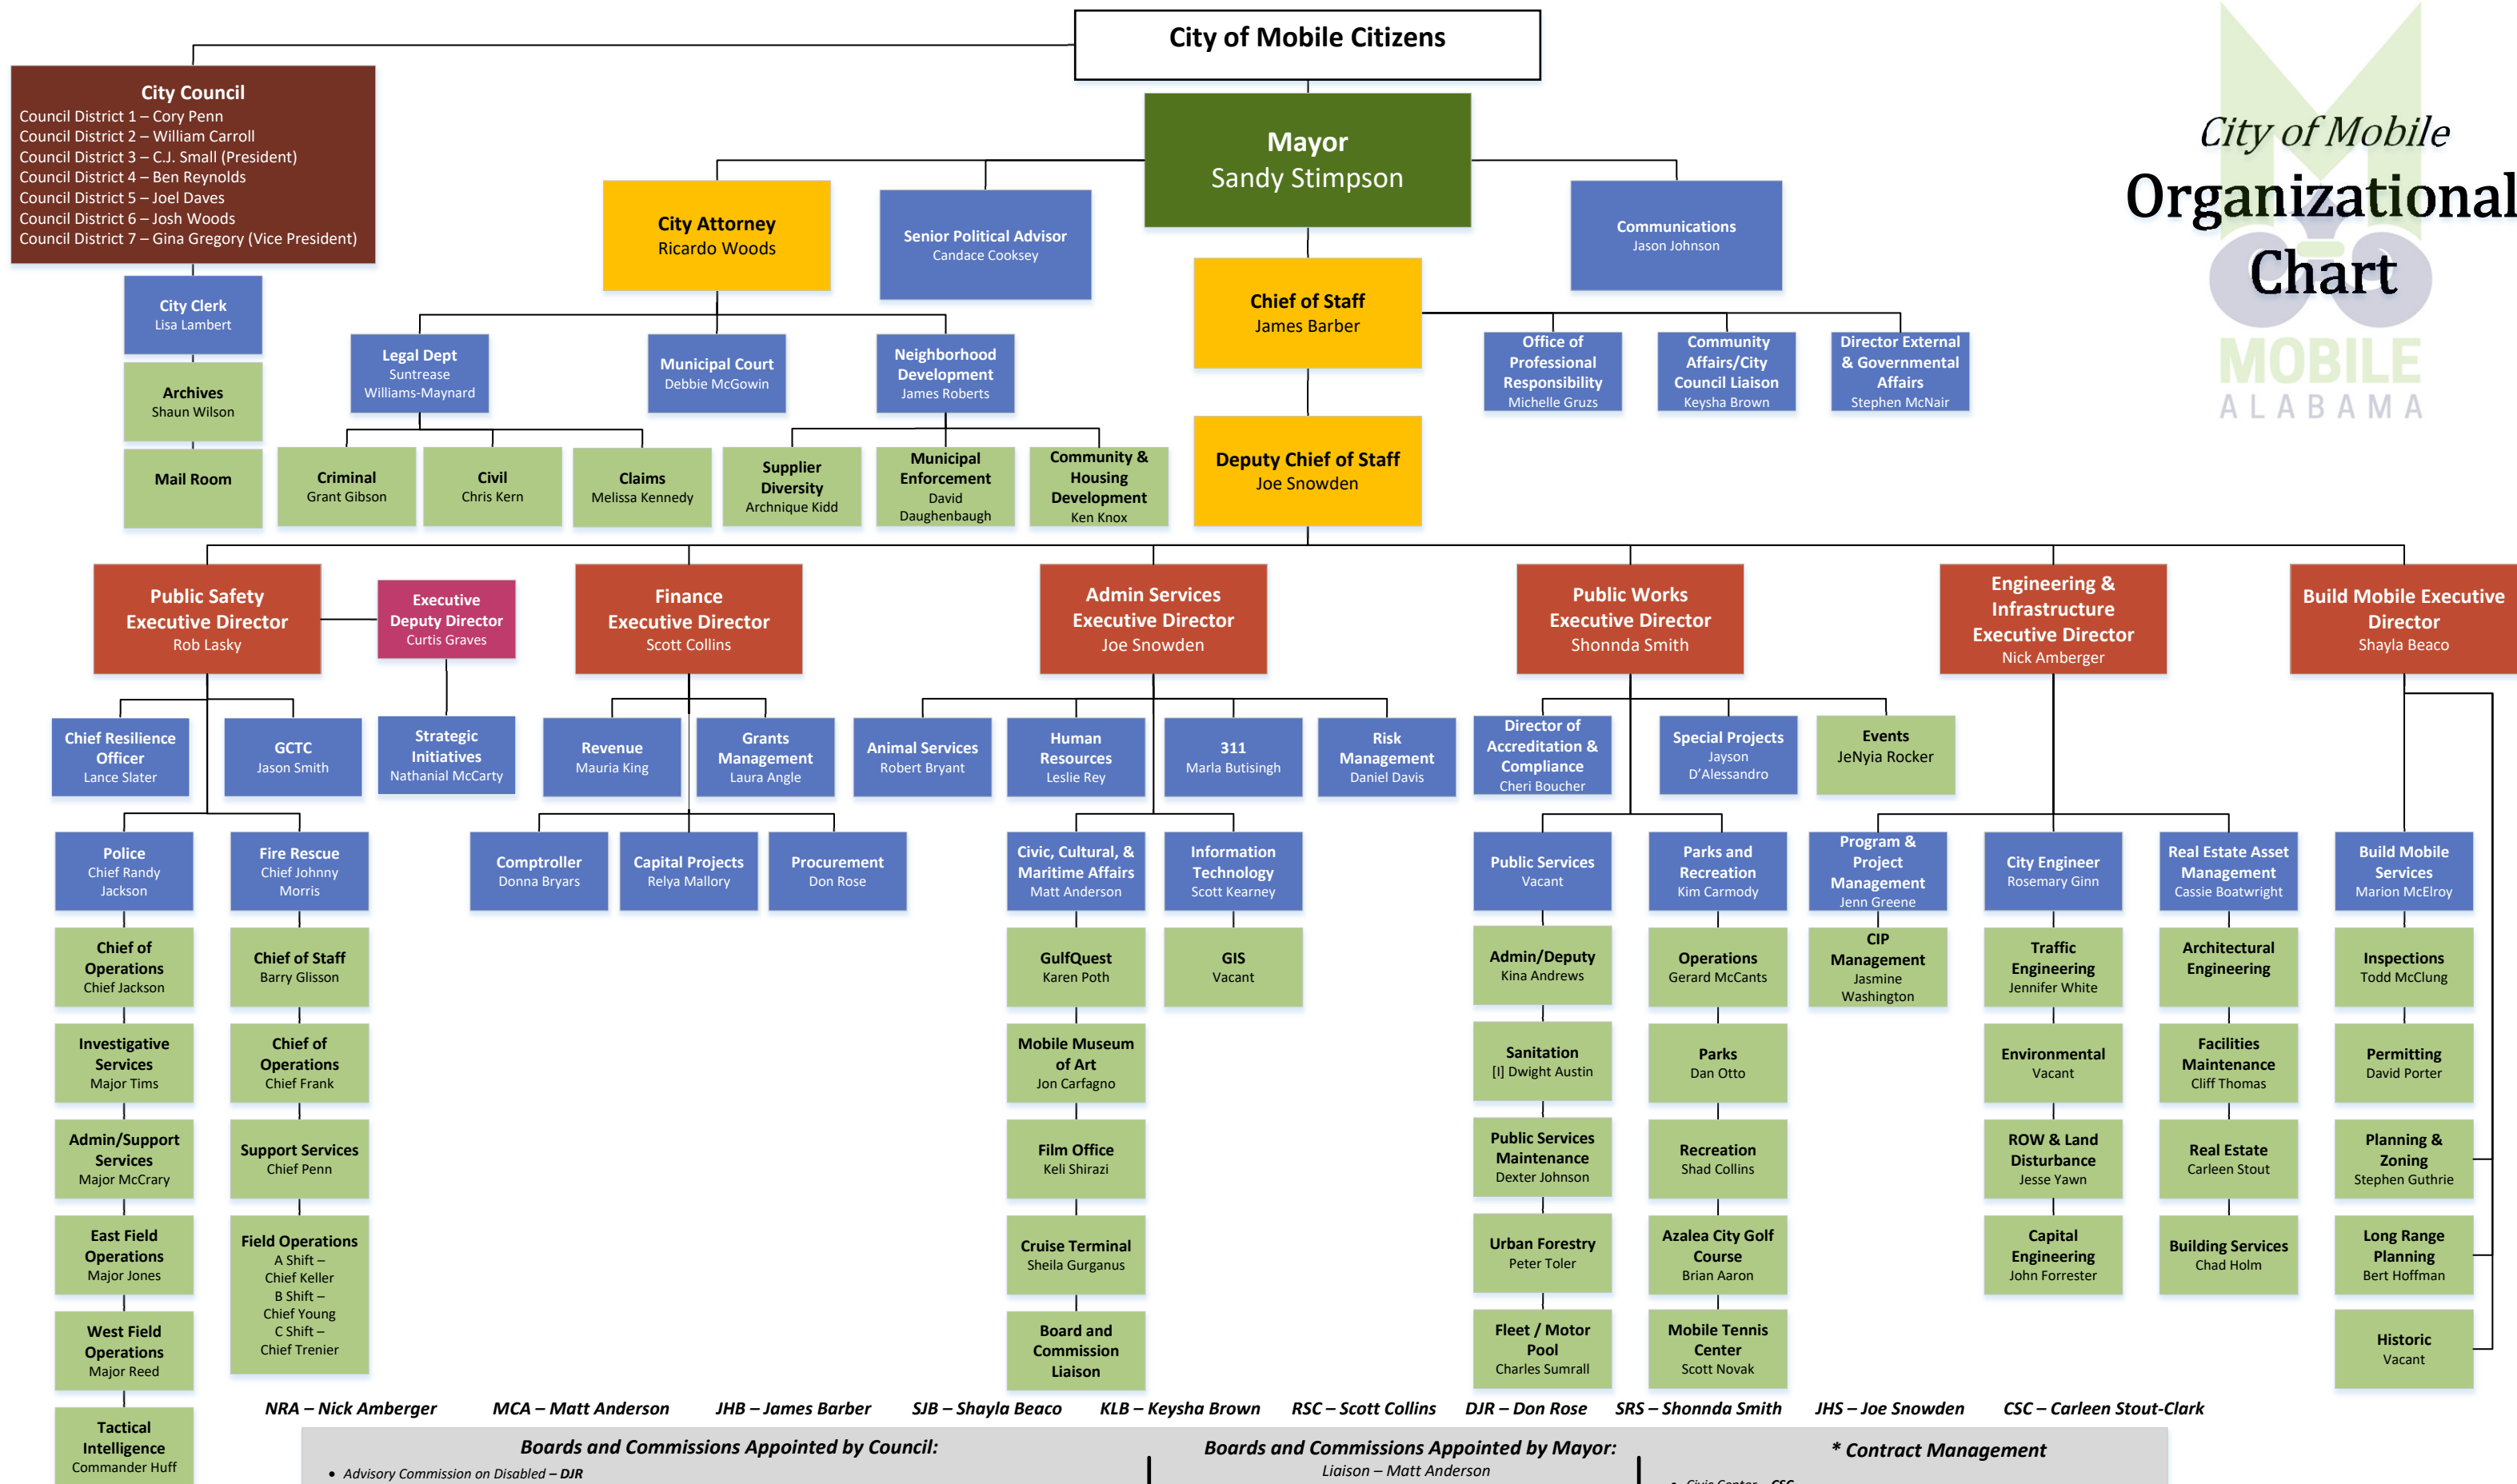 City of Mobile Citizens
City of Mobile
Organizational
Chart
MOBILE
ALABAMA
City Council
Council District 1 – Cory Penn
Council District 2 – William Carroll
Council District 3 – C.J. Small (President)
Council District 4 – Ben Reynolds
Council District 5 – Joel Daves
Council District 6 – Josh Woods
Council District 7 – Gina Gregory (Vice President)
Mayor
Sandy Stimpson
City Attorney
Ricardo Woods
Senior Political Advisor
Candace Cooksey
Communications
Jason Johnson
City Clerk
Lisa Lambert
Archives
Shaun Wilson
Mail Room
Chief of Staff
James Barber
Office of
Professional
Responsibility
Michelle Gruzs
Community
Affairs/City
Council Liaison
Keysha Brown
Director External
& Governmental
Affairs
Stephen McNair
Legal Dept
Suntrease
Williams-Maynard
Municipal Court
Debbie McGowin
Neighborhood
Development
James Roberts
Criminal
Grant Gibson
Civil
Chris Kern
Claims
Melissa Kennedy
Supplier
Diversity
Archnique Kidd
Municipal
Enforcement
David
Daughenbaugh
Community &
Housing
Development
Ken Knox
Deputy Chief of Staff
Joe Snowden
Public Safety
Executive Director
Rob Lasky
Executive
Deputy Director
Curtis Graves
Finance
Executive Director
Scott Collins
Admin Services
Executive Director
Joe Snowden
Public Works
Executive Director
Shonnda Smith
Engineering &
Infrastructure
Executive Director
Nick Amberger
Build Mobile Executive
Director
Shayla Beaco
Chief Resilience
Officer
Lance Slater
GCTC
Jason Smith
Strategic
Initiatives
Nathanial McCarty
Revenue
Mauria King
Grants
Management
Laura Angle
Animal Services
Robert Bryant
Human
Resources
Leslie Rey
311
Marla Butisingh
Risk
Management
Daniel Davis
Director of
Accreditation &
Compliance
Cheri Boucher
Special Projects
Jayson
D’Alessandro
Events
JeNyia Rocker
Police
Chief Randy
Jackson
Fire Rescue
Chief Johnny
Morris
Comptroller
Donna Bryars
Capital Projects
Relya Mallory
Procurement
Don Rose
Civic, Cultural, &
Maritime Affairs
Matt Anderson
Information
Technology
Scott Kearney
Public Services
Vacant
Parks and
Recreation
Kim Carmody
Program &
Project
Management
Jenn Greene
City Engineer
Rosemary Ginn
Real Estate Asset
Management
Cassie Boatwright
Build Mobile
Services
Marion McElroy
Chief of
Operations
Chief Jackson
Chief of Staff
Barry Glisson
GulfQuest
Karen Poth
GIS
Vacant
Admin/Deputy
Kina Andrews
Operations
Gerard McCants
CIP
Management
Jasmine
Washington
Traffic
Engineering
Jennifer White
Architectural
Engineering
Inspections
Todd McClung
Investigative
Services
Major Tims
Chief of
Operations
Chief Frank
Mobile Museum
of Art
Jon Carfagno
Sanitation
[I] Dwight Austin
Parks
Dan Otto
Environmental
Vacant
Facilities
Maintenance
Cliff Thomas
Permitting
David Porter
Admin/Support
Services
Major McCrary
Support Services
Chief Penn
Film Office
Keli Shirazi
Public Services
Maintenance
Dexter Johnson
Recreation
Shad Collins
ROW & Land
Disturbance
Jesse Yawn
Real Estate
Carleen Stout
Planning &
Zoning
Stephen Guthrie
East Field
Operations
Major Jones
Field Operations
A Shift –
Chief Keller
B Shift –
Chief Young
C Shift –
Chief Trenier
Cruise Terminal
Sheila Gurganus
Urban Forestry
Peter Toler
Azalea City Golf
Course
Brian Aaron
Capital
Engineering
John Forrester
Building Services
Chad Holm
Long Range
Planning
Bert Hoffman
West Field
Operations
Major Reed
Board and
Commission
Liaison
Fleet / Motor
Pool
Charles Sumrall
Mobile Tennis
Center
Scott Novak
Historic
Vacant
Tactical
Intelligence
Commander Huff
NRA – Nick Amberger MCA – Matt Anderson JHB – James Barber SJB – Shayla Beaco KLB – Keysha Brown RSC – Scott Collins DJR – Don Rose SRS – Shonnda Smith JHS – Joe Snowden CSC – Carleen Stout-Clark
Boards and Commissions Appointed by Council:
• Advisory Commission on Disabled – DJR
Boards and Commissions Appointed by Mayor:
Liaison – Matt Anderson
* Contract Management
• Civic Center – CSC